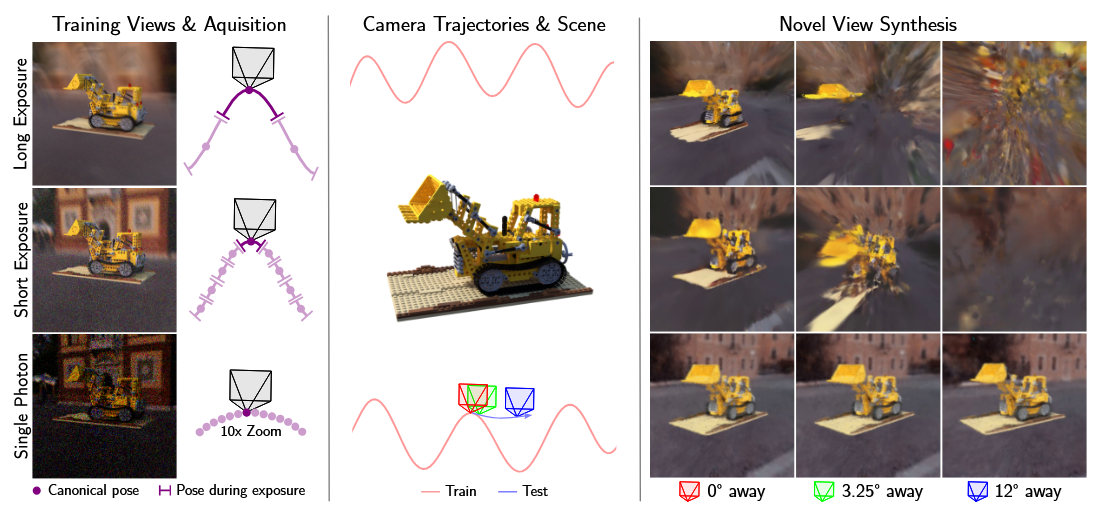 Training Views & Aquisition
Camera Trajectories & Scene
Novel View Synthesis
Long Exposure
Short Exposure
Single Photon
10x Zoom
Canonical pose
Pose during exposure
Train
Test
0° away
3.25° away
12° away